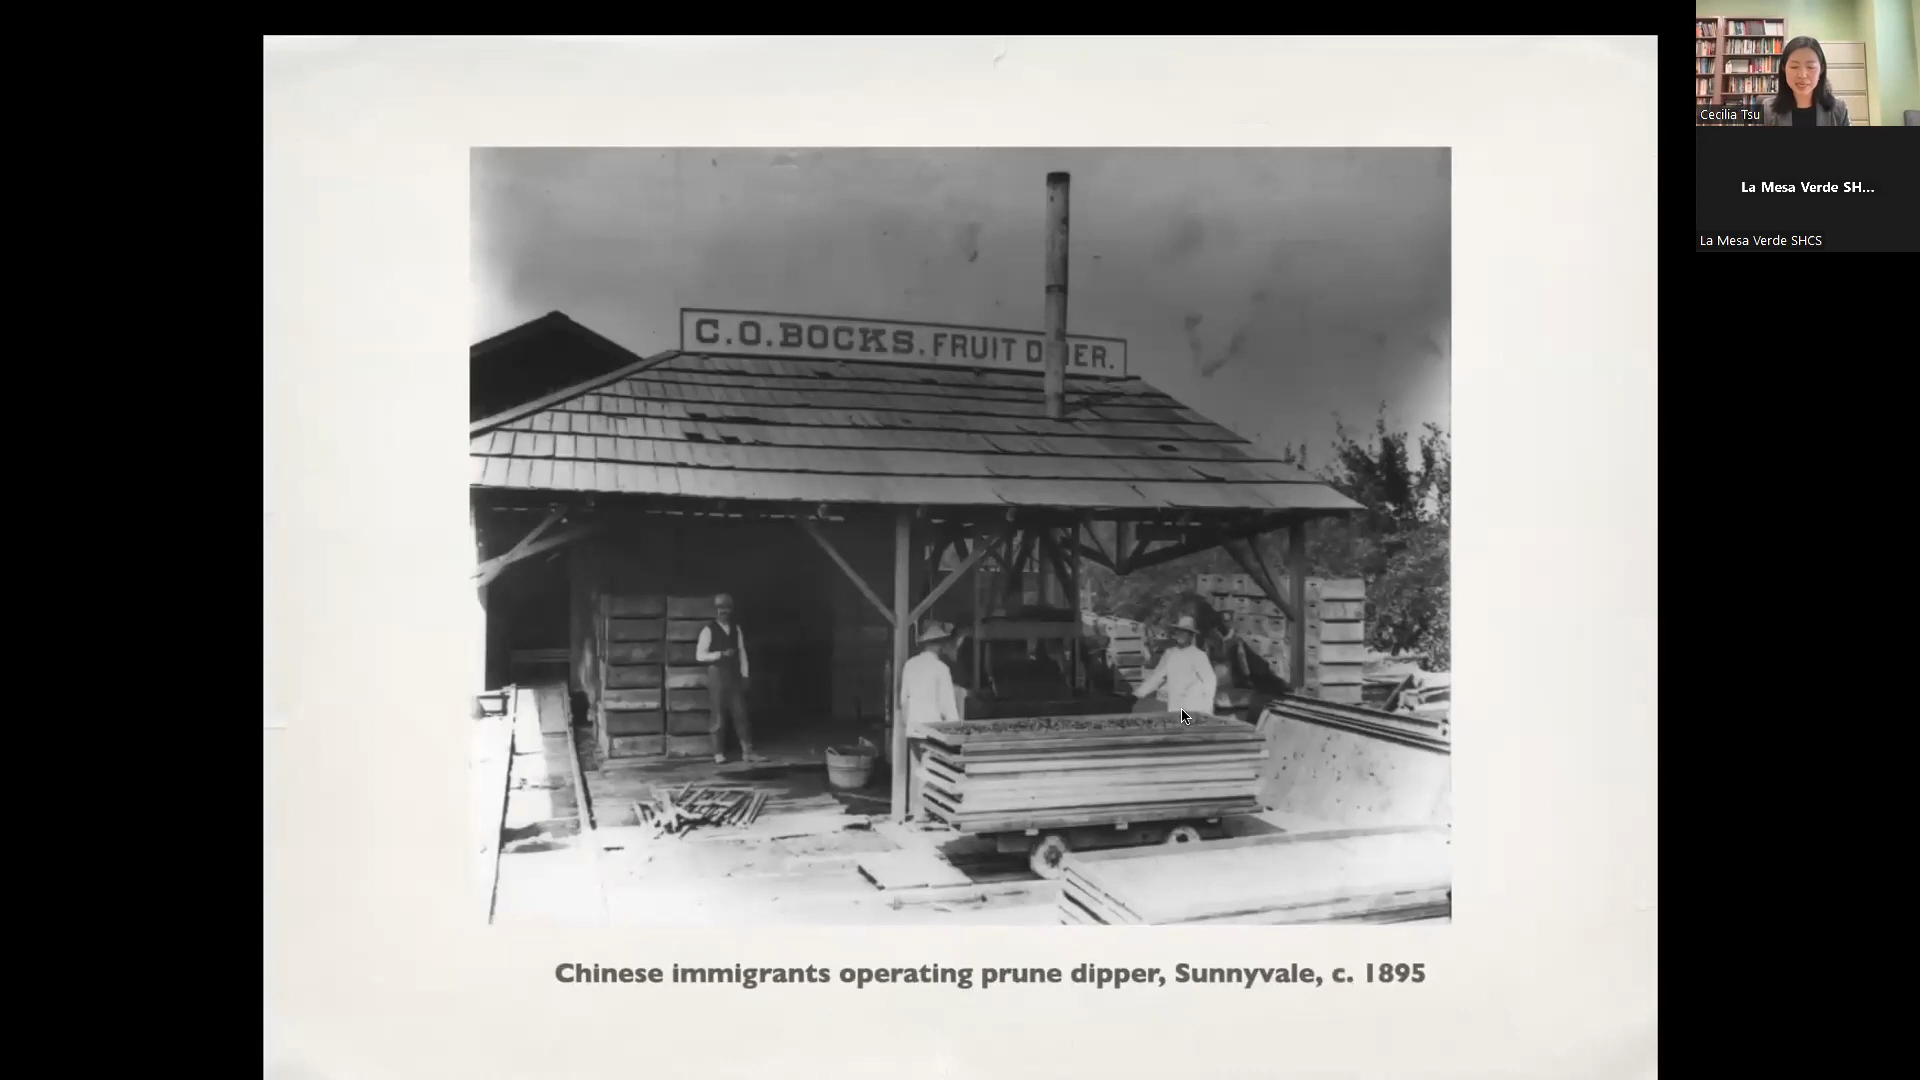 C.O.BOCKS. FRUIT D
ER.
Chinese immigrants operating prune dipper, Sunnyvale, c. 1895
Cecilia Tsu
La Mesa Verde SH...
La Mesa Verde SHCS